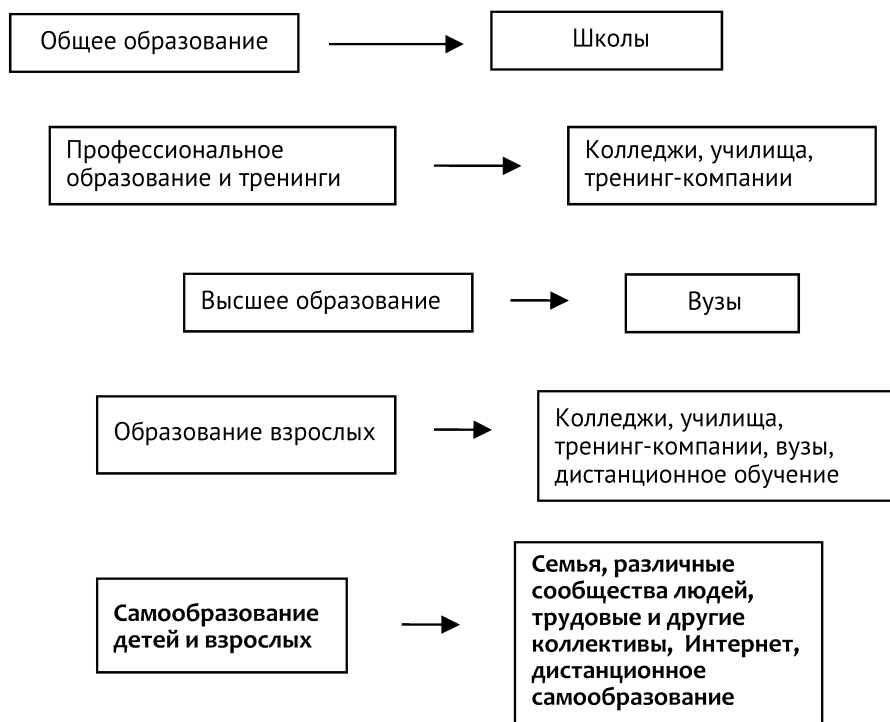 Общее образование
Школы
Профессиональное
образование и тренинги
Колледжи, училища,
тренинг-компании
Высшее образование
Вузы
Образование взрослых
Колледжи, училища,
тренинг-компании, вузы,
дистанционное обучение
Самообразование
детей и взрослых
Семья, различные
сообщества людей,
трудовые и другие
коллективы, Интернет,
дистанционное
самообразование